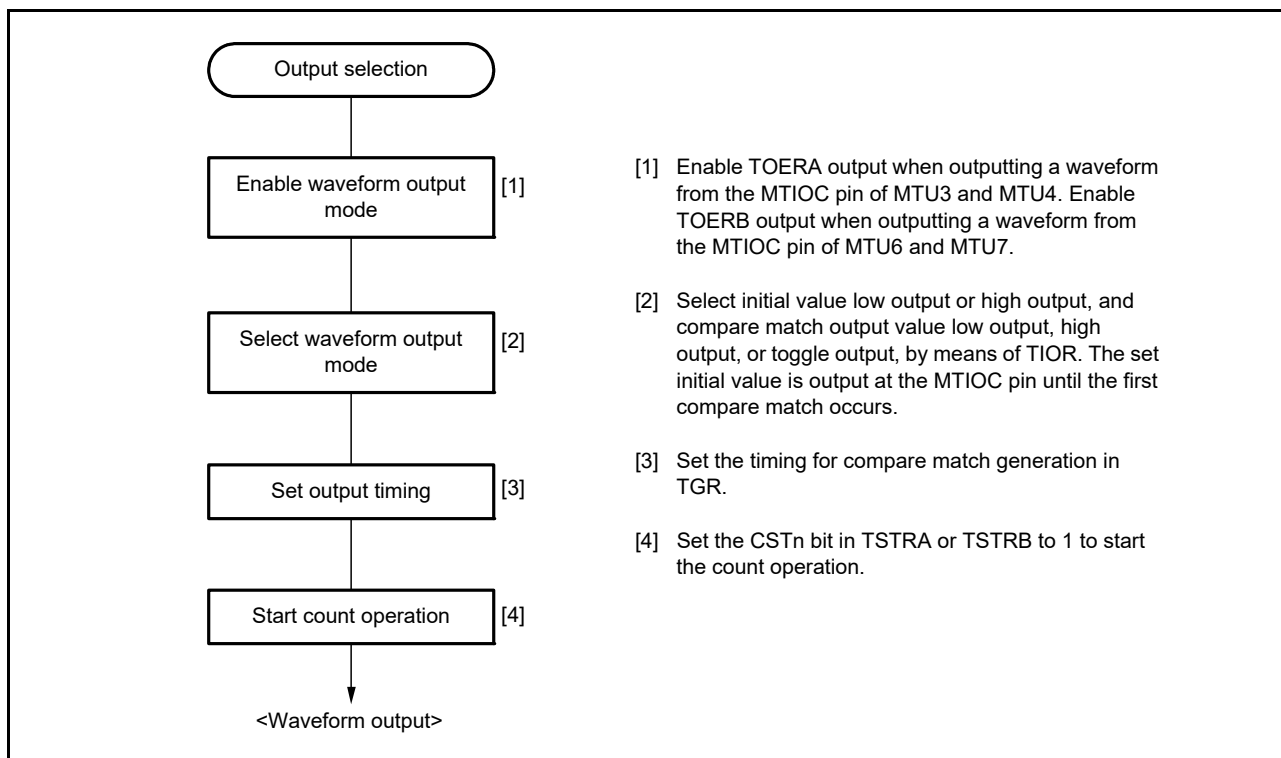 Output selection
Enable waveform output
mode
[1]
Select waveform output
mode
[2]
Set output timing
[3]
Start count operation
[4]
<Waveform output>
[1] Enable TOERA output when outputting a waveform
from the MTIOC pin of MTU3 and MTU4. Enable
TOERB output when outputting a waveform from
the MTIOC pin of MTU6 and MTU7.
[2] Select initial value low output or high output, and
compare match output value low output, high
output, or toggle output, by means of TIOR. The set
initial value is output at the MTIOC pin until the first
compare match occurs.
[3] Set the timing for compare match generation in
TGR.
[4] Set the CSTn bit in TSTRA or TSTRB to 1 to start
the count operation.